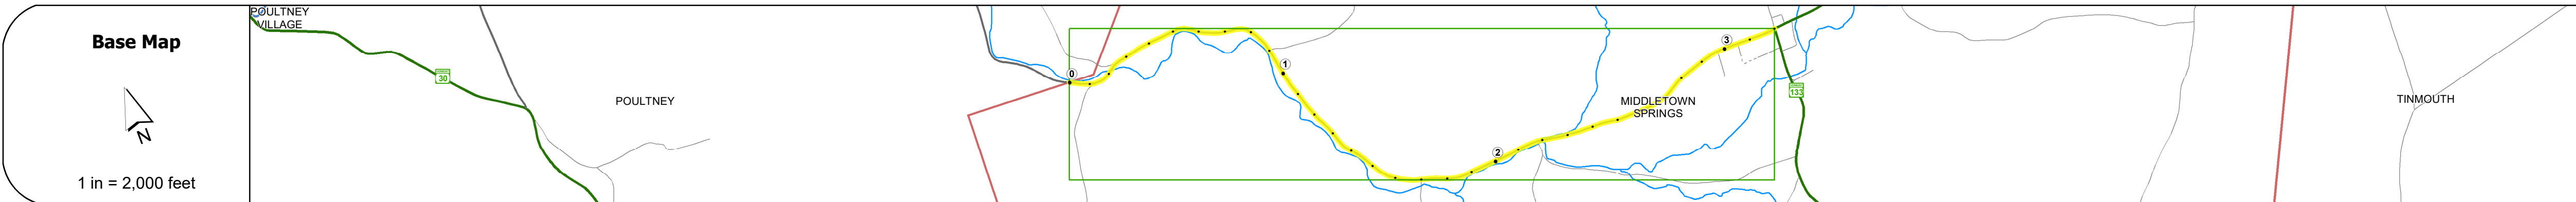 Base Map
N
1 in = 2,000 feet
POULTNEY
VILLAGE
30
POULTNEY
0
1
2
3
MIDDLETOWN
SPRINGS
133
TINMOUTH